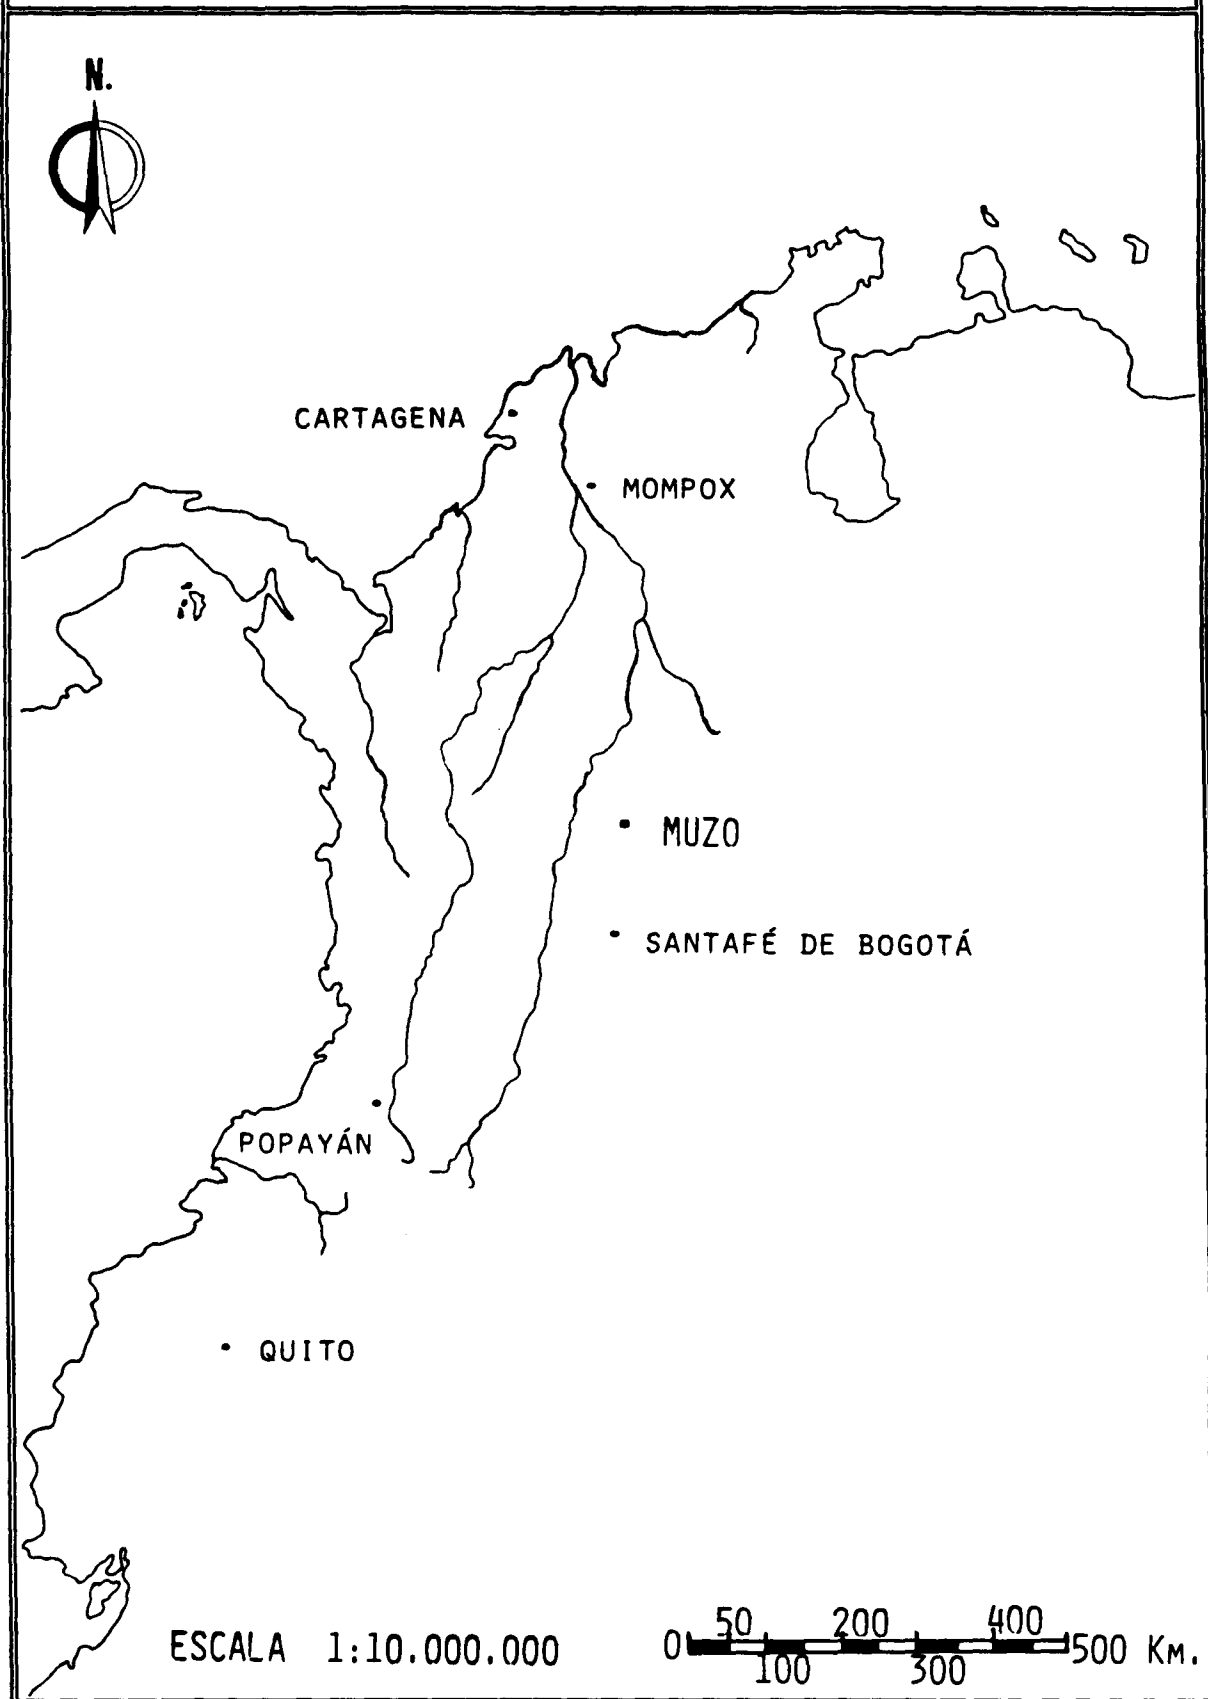 N.
CARTAGENA
MOMPOX
MUZO
SANTAFÉ DE BOGOTÁ
POPAYÁN
QUITO
ESCALA 1:10.000.000
0 50 100 200 300 400 500 KM.